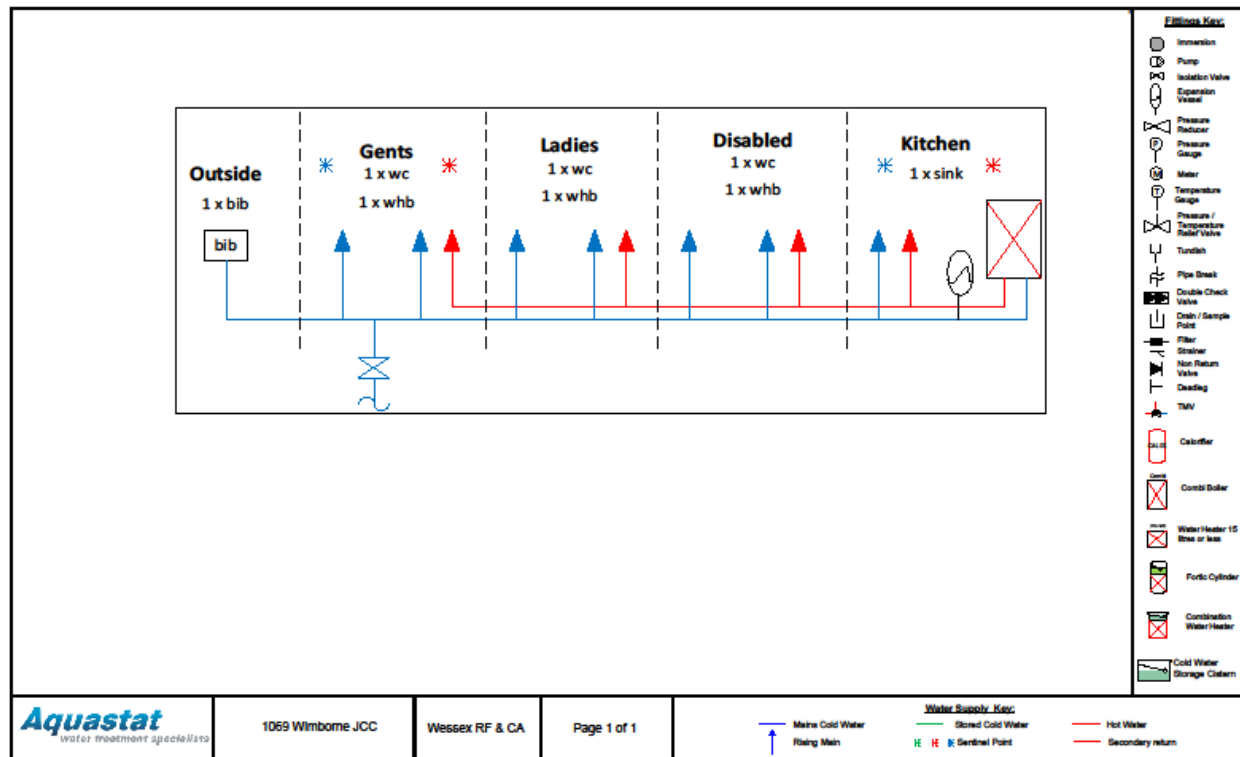 Outside
1 x bib
bib
Gents
1 x wc
1 x whb
Ladies
1 x wc
1 x whb
Disabled
1 x wc
1 x whb
Kitchen
1 x sink
Fittings Key:
Immersion
Pump
Isolation Valve
Expansion
Vessel
Pressure
Reducer
P
Pressure
Gauge
M
Meter
T
Temperature
Gauge
Pressure /
Temperature
Relief Valve
Tundish
Pipe Break
Double Check
Valve
Drain / Sample
Point
Filter
Strainer
Non Return
Valve
Deadleg
TMV
Calorifier
Combi
Combi Boiler
Water Heater 15
litres or less
Fortic Cylinder
Combination
Water Heater
Cold Water
Storage Cistern
Aquastat
water treatment specialists
1069 Wimborne JCC
Wessex RF & CA
Page 1 of 1
Water Supply Key:
Mains Cold Water
Stored Cold Water
Hot Water
Rising Main
Sentinel Point
Secondary return